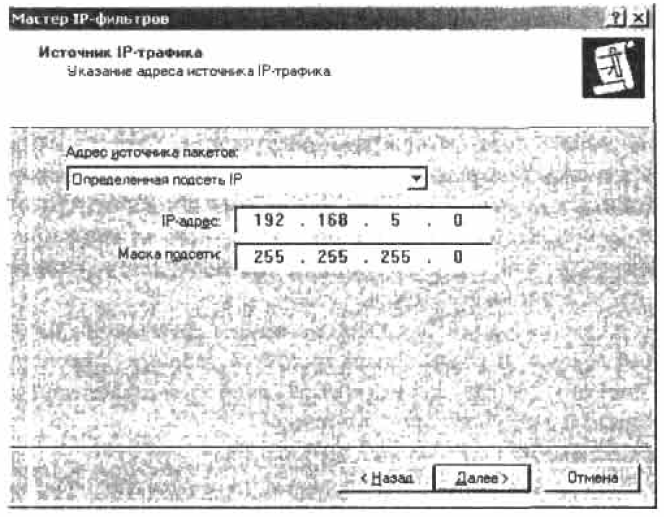 Мастер IP-фильтров
Источник IP-трафика
Указание адреса источника IP-трафика
Адрес источника пакетов:
Определенная подсеть IP
IP-адрес: 192 . 168 . 5 . 0
Маска подсети: 255 . 255 . 255 . 0
< Назад Далее > Отмена